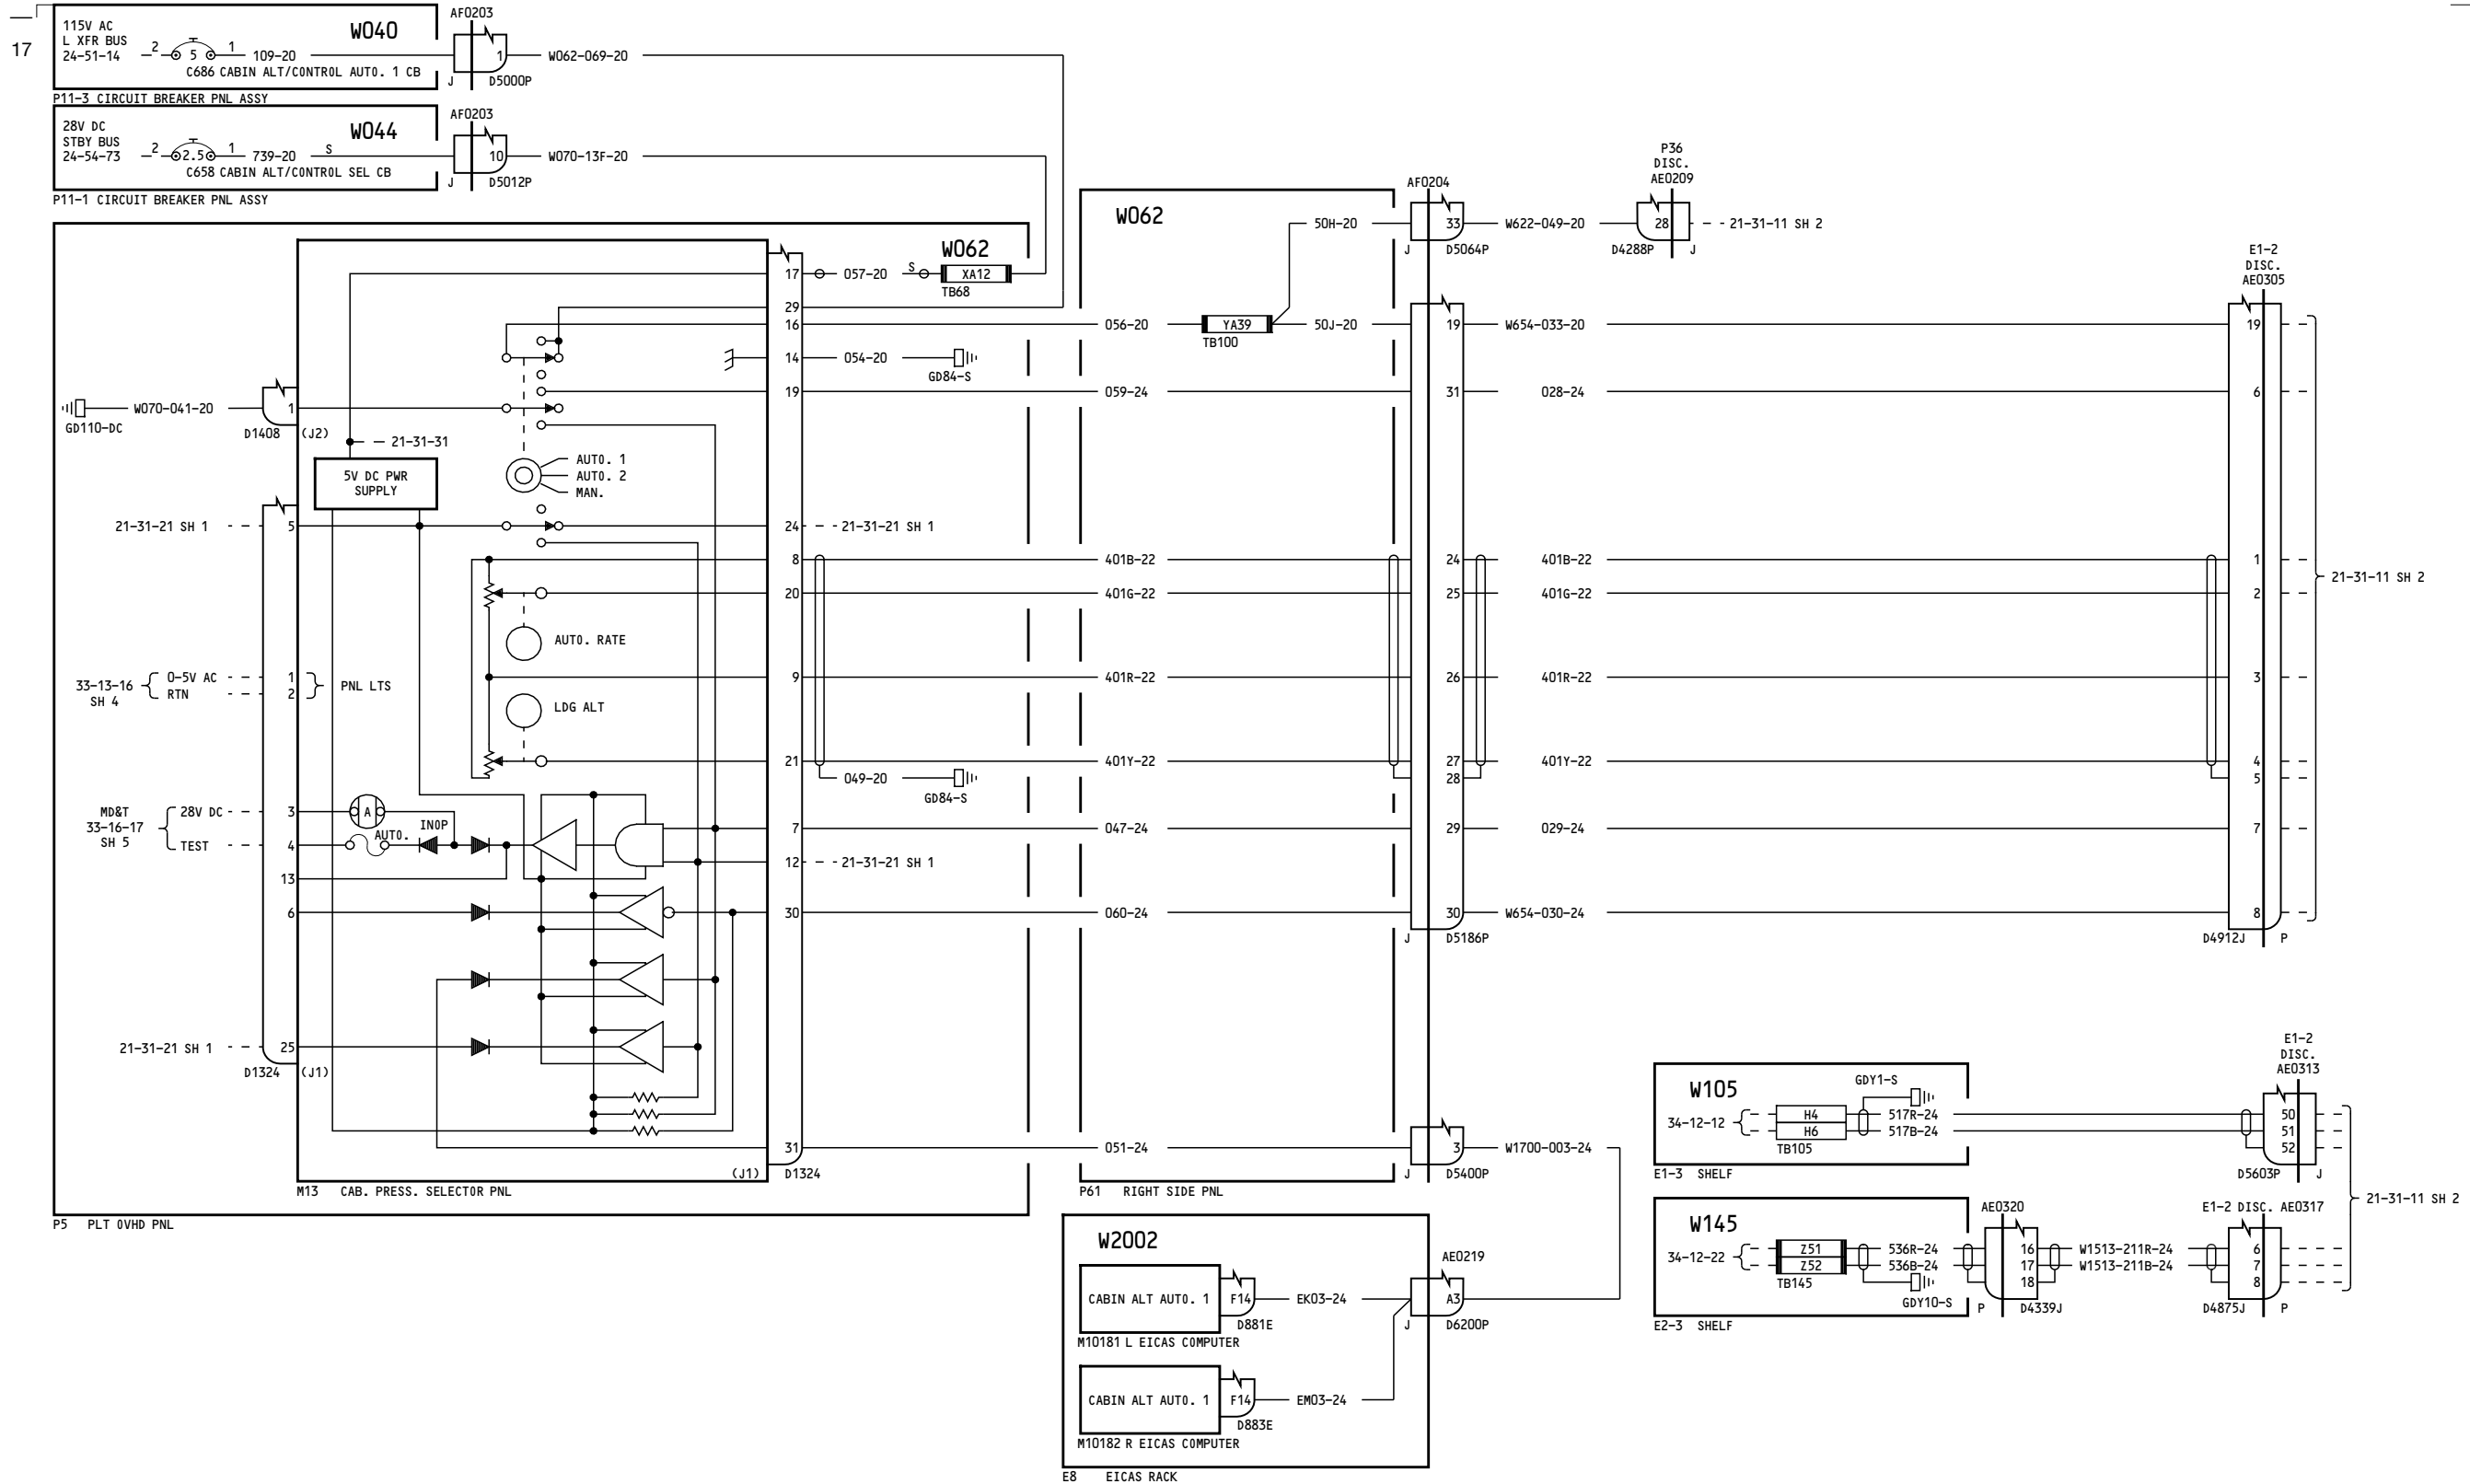 17
115V AC
L XFR BUS
24-51-14
2
5
1
109-20
W040
C686 CABIN ALT/CONTROL AUTO. 1 CB
P11-3 CIRCUIT BREAKER PNL ASSY
AF0203
1
J
D5000P
W062-069-20
28V DC
STBY BUS
24-54-73
2
2.5
1
739-20
S
W044
C658 CABIN ALT/CONTROL SEL CB
P11-1 CIRCUIT BREAKER PNL ASSY
AF0203
10
J
D5012P
W070-13F-20
W062
17
057-20
S
XA12
TB68
29
16
14
054-20
GD84-S
19
GD110-DC
W070-041-20
1
D1408
(J2)
21-31-31
5V DC PWR
SUPPLY
AUTO. 1
AUTO. 2
MAN.
21-31-21 SH 1
5
24
21-31-21 SH 1
8
20
AUTO. RATE
33-13-16
SH 4
0-5V AC
RTN
1
2
PNL LTS
9
LDG ALT
21
049-20
GD84-S
MD&T
33-16-17
SH 5
28V DC
TEST
3
4
A
AUTO.
INOP
7
12
21-31-21 SH 1
13
6
30
21-31-21 SH 1
25
D1324
(J1)
31
(J1)
D1324
M13 CAB. PRESS. SELECTOR PNL
P5 PLT OVHD PNL
W062
056-20
YA39
TB100
50H-20
50J-20
059-24
401B-22
401G-22
401R-22
401Y-22
047-24
060-24
051-24
P61 RIGHT SIDE PNL
AF0204
33
J
D5064P
W622-049-20
P36
DISC.
AE0209
28
D4288P
J
21-31-11 SH 2
19
W654-033-20
31
028-24
24
401B-22
25
401G-22
26
401R-22
27
401Y-22
28
29
029-24
30
W654-030-24
J
D5186P
E1-2
DISC.
AE0305
19
6
1
2
3
4
5
7
8
D4912J
P
21-31-11 SH 2
3
J
D5400P
W1700-003-24
W2002
CABIN ALT AUTO. 1
F14
D881E
EK03-24
M10181 L EICAS COMPUTER
CABIN ALT AUTO. 1
F14
D883E
EM03-24
M10182 R EICAS COMPUTER
E8 EICAS RACK
AE0219
A3
J
D6200P
W105
34-12-12
H4
H6
TB105
GDY1-S
517R-24
517B-24
E1-3 SHELF
E1-2
DISC.
AE0313
50
51
52
D5603P
J
W145
34-12-22
Z51
Z52
TB145
536R-24
536B-24
GDY10-S
E2-3 SHELF
AE0320
16
17
18
P
D4339J
W1513-211R-24
W1513-211B-24
E1-2 DISC. AE0317
6
7
8
D4875J
P
21-31-11 SH 2